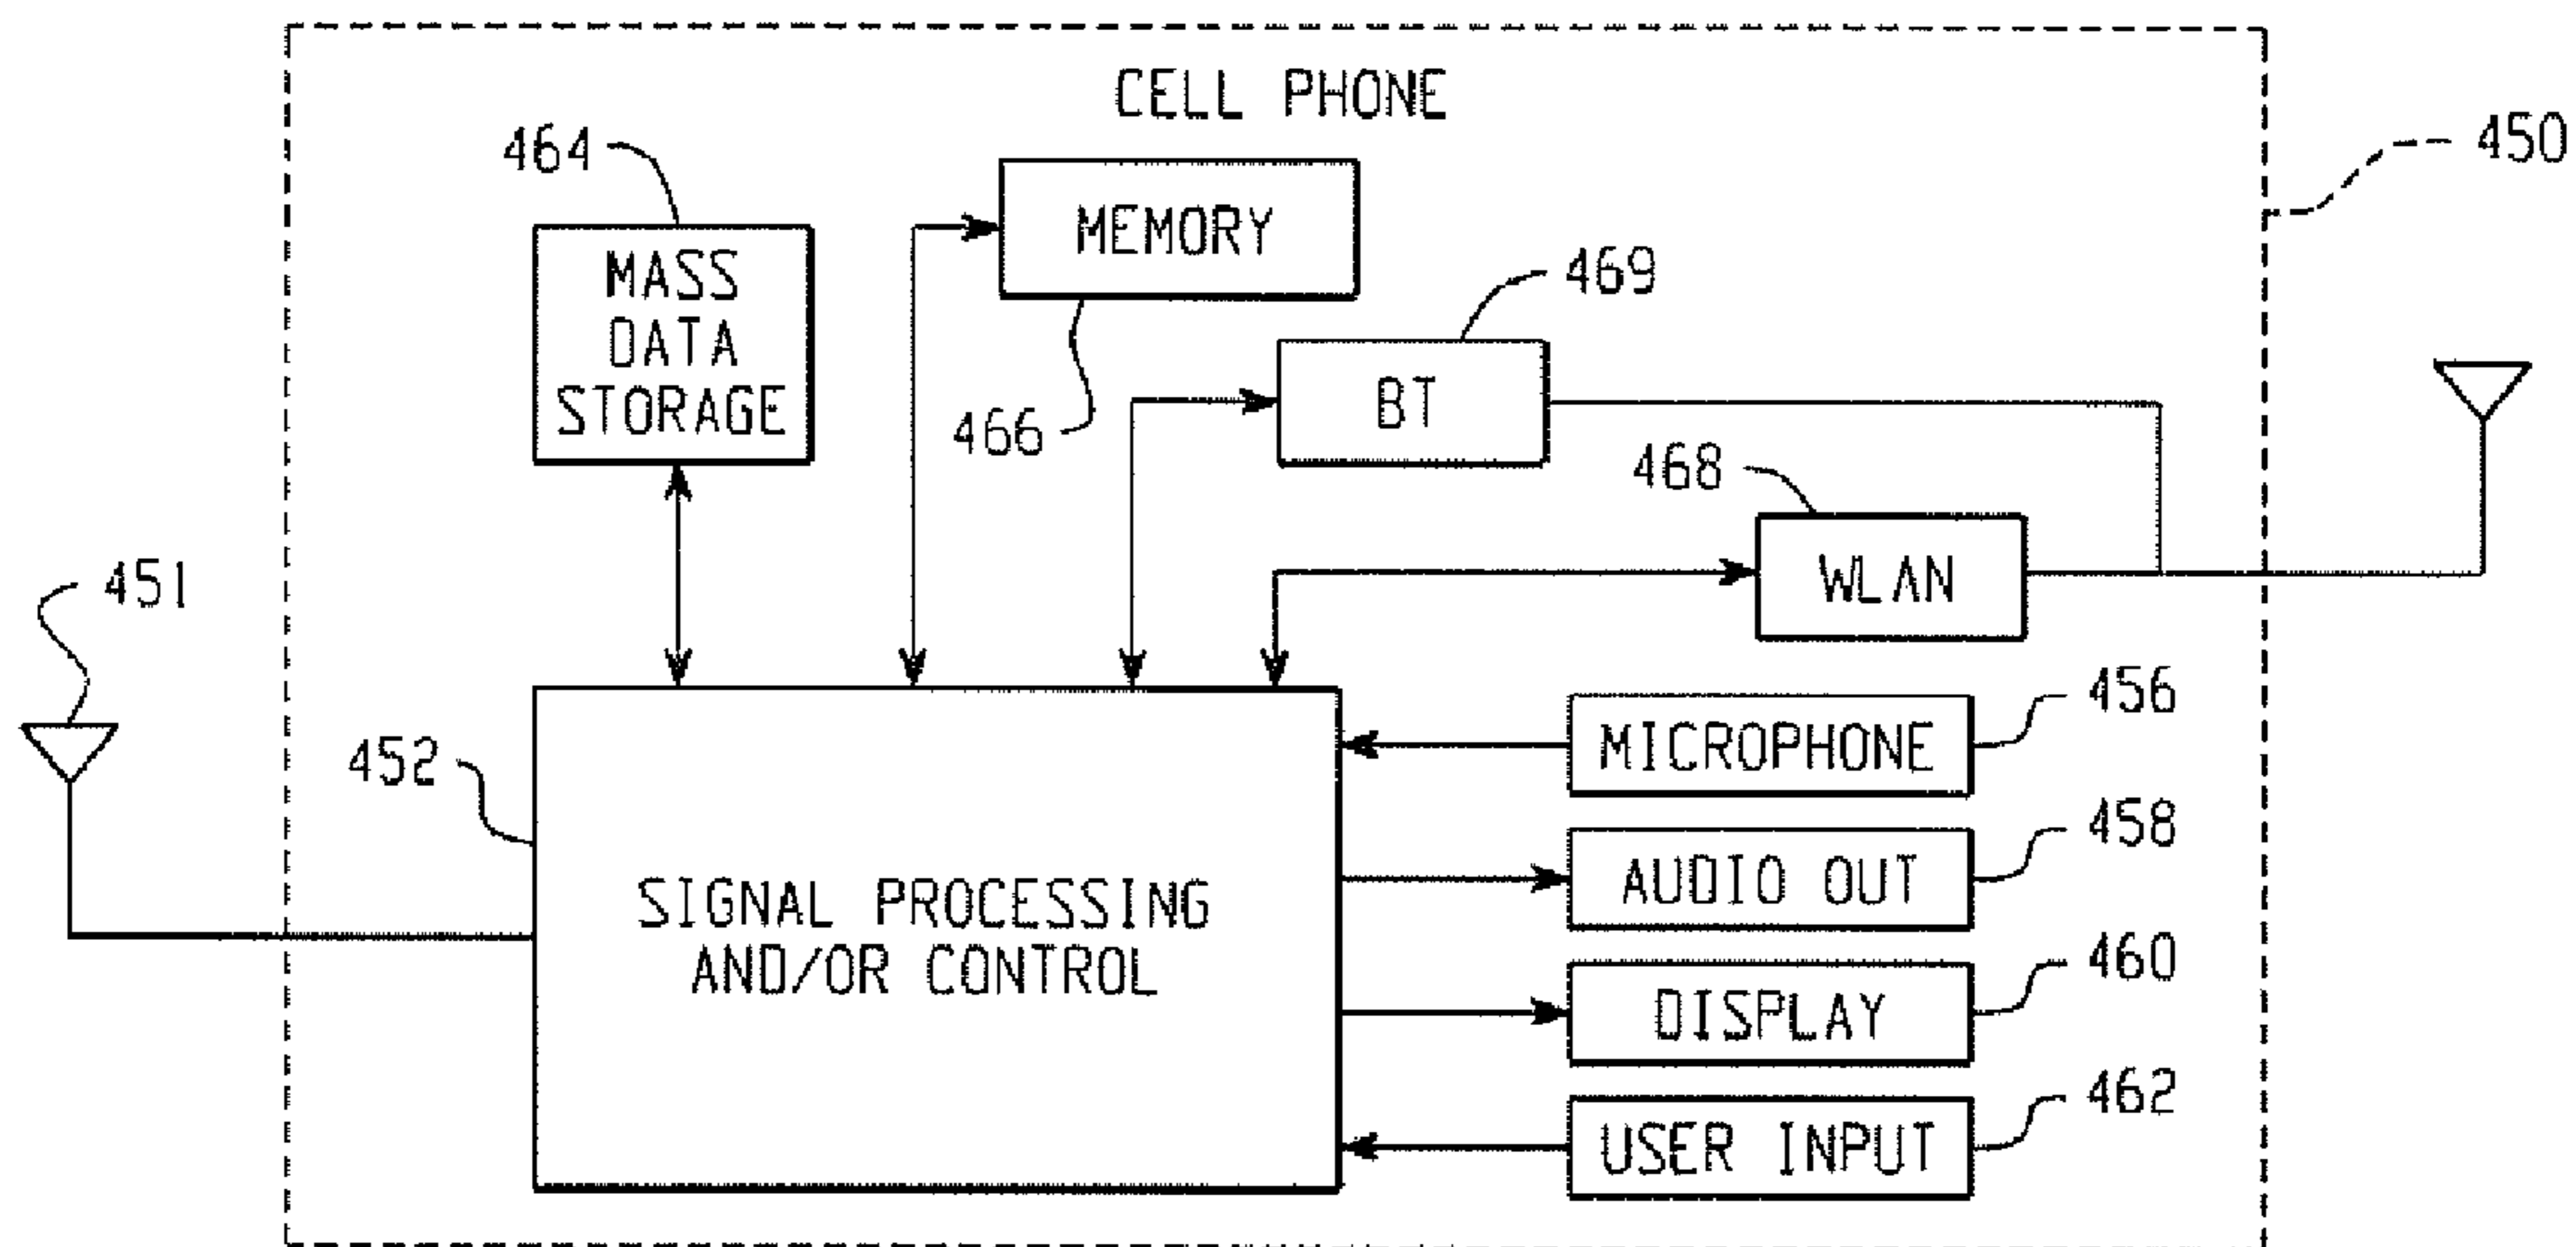 CELL PHONE
450
464
MEMORY
MASS
DATA
STORAGE
469
466
BT
468
451
WLAN
456
452
MICROPHONE
458
AUDIO OUT
SIGNAL PROCESSING
AND/OR CONTROL
460
DISPLAY
462
USER INPUT